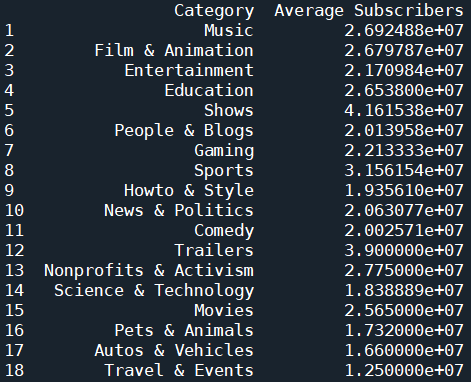 Category Average Subscribers
1 Music 2.692488e+07
2 Film & Animation 2.679787e+07
3 Entertainment 2.170984e+07
4 Education 2.653800e+07
5 Shows 4.161538e+07
6 People & Blogs 2.013958e+07
7 Gaming 2.213333e+07
8 Sports 3.156154e+07
9 Howto & Style 1.935610e+07
10 News & Politics 2.063077e+07
11 Comedy 2.002571e+07
12 Trailers 3.900000e+07
13 Nonprofits & Activism 2.775000e+07
14 Science & Technology 1.838889e+07
15 Movies 2.565000e+07
16 Pets & Animals 1.732000e+07
17 Autos & Vehicles 1.660000e+07
18 Travel & Events 1.250000e+07